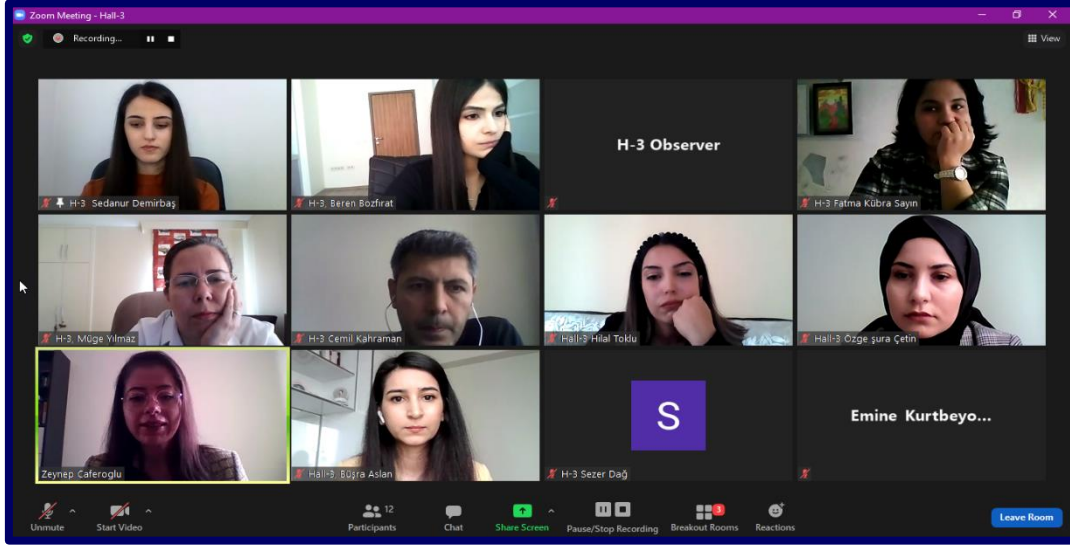 Zoom Meeting - Hall-3
Recording...
View
H-3 Sedanur Demirbaş
H-3, Beren Bozfırat
H-3 Observer
H-3 Fatma Kübra Sayın
H-3, Müge Yılmaz
H-3 Cemil Kahraman
Hall-3 Hilal Toklu
Hall-3 Özge şura Çetin
Zeynep Caferoglu
Hall-3, Büşra Aslan
S
H-3 Sezer Dağ
Emine Kurtbeyo...
Unmute
Start Video
12
Participants
Chat
Share Screen
Pause/Stop Recording
3
Breakout Rooms
Reactions
Leave Room